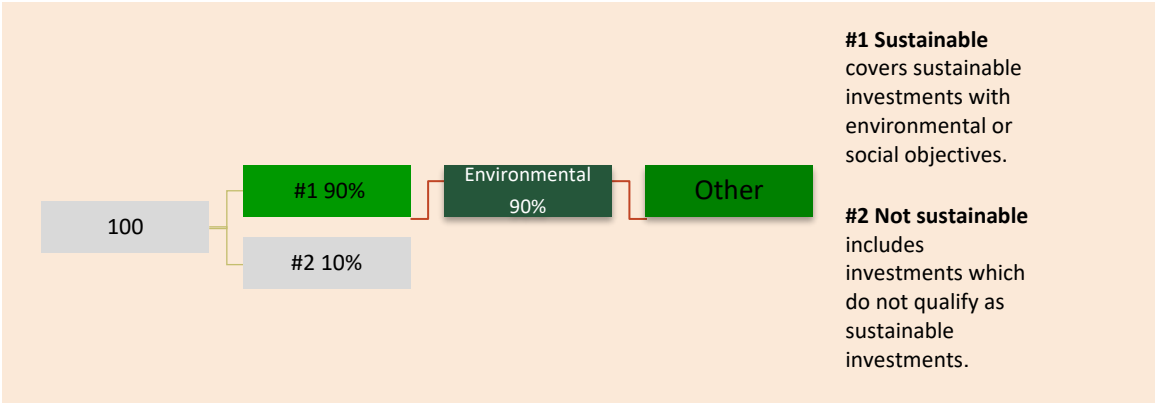 100
#1 90%
#2 10%
Environmental
90%
Other
#1 Sustainable
covers sustainable
investments with
environmental or
social objectives.
#2 Not sustainable
includes
investments which
do not qualify as
sustainable
investments.